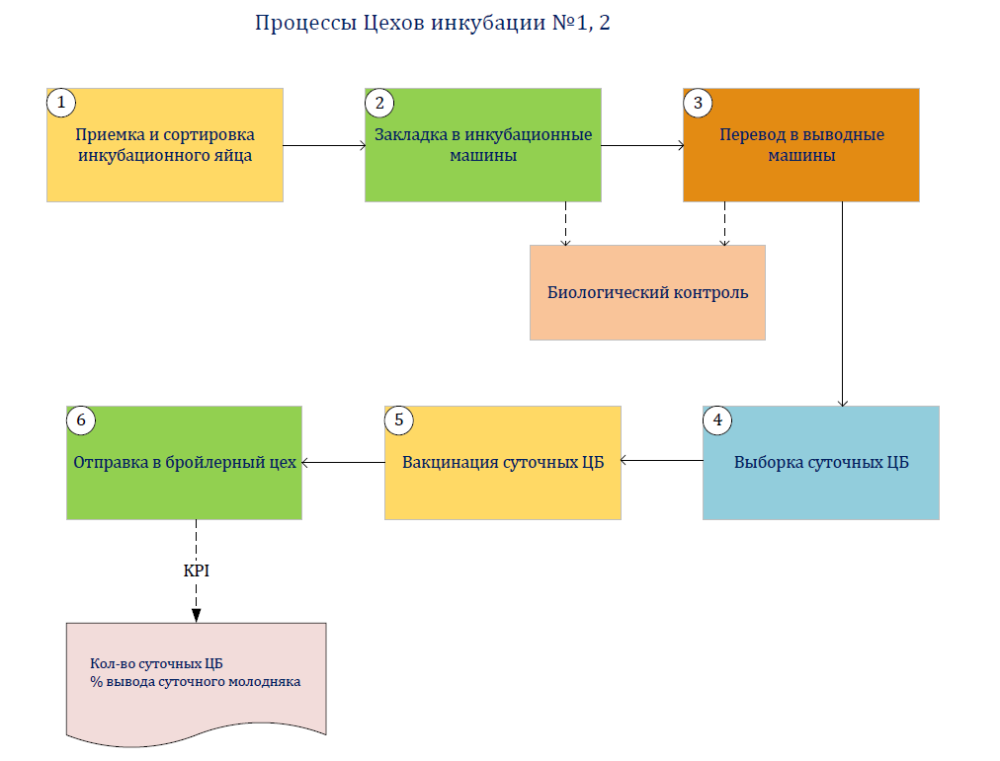 Процессы Цехов инкубации №1, 2
1
Приемка и сортировка
инкубационного яйца
2
Закладка в инкубационные
машины
3
Перевод в выводные
машины
Биологический контроль
6
Отправка в бройлерный цех
5
Вакцинация суточных ЦБ
4
Выборка суточных ЦБ
KPI
Кол-во суточных ЦБ
% вывода суточного молодняка